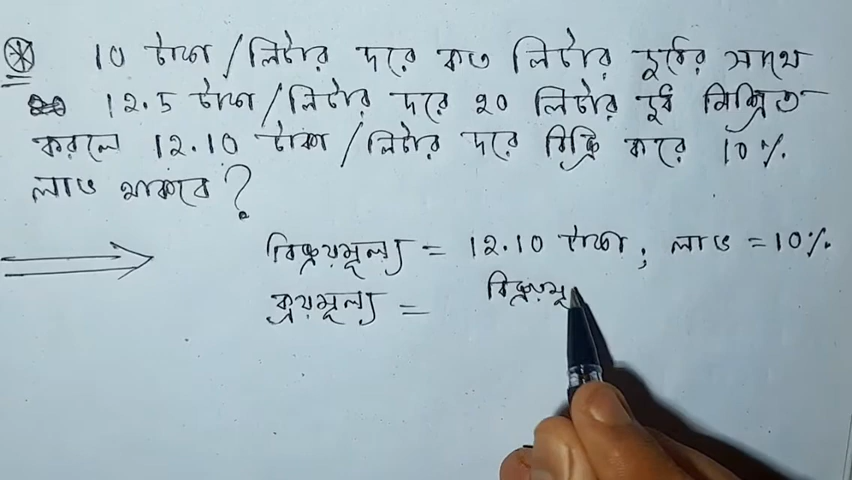 10 টাকা/লিটার দরে কত লিটার দুধের সাথে
12.5 টাকা/লিটার দরে 20 লিটার দুধ মিশ্রিত
করলে 12.10 টাকা/লিটার দরে বিক্রি করে 10%
লাভ থাকবে?
বিক্রয়মূল্য = 12.10 টাকা; লাভ = 10%
ক্রয়মূল্য = বিক্রয়মূ